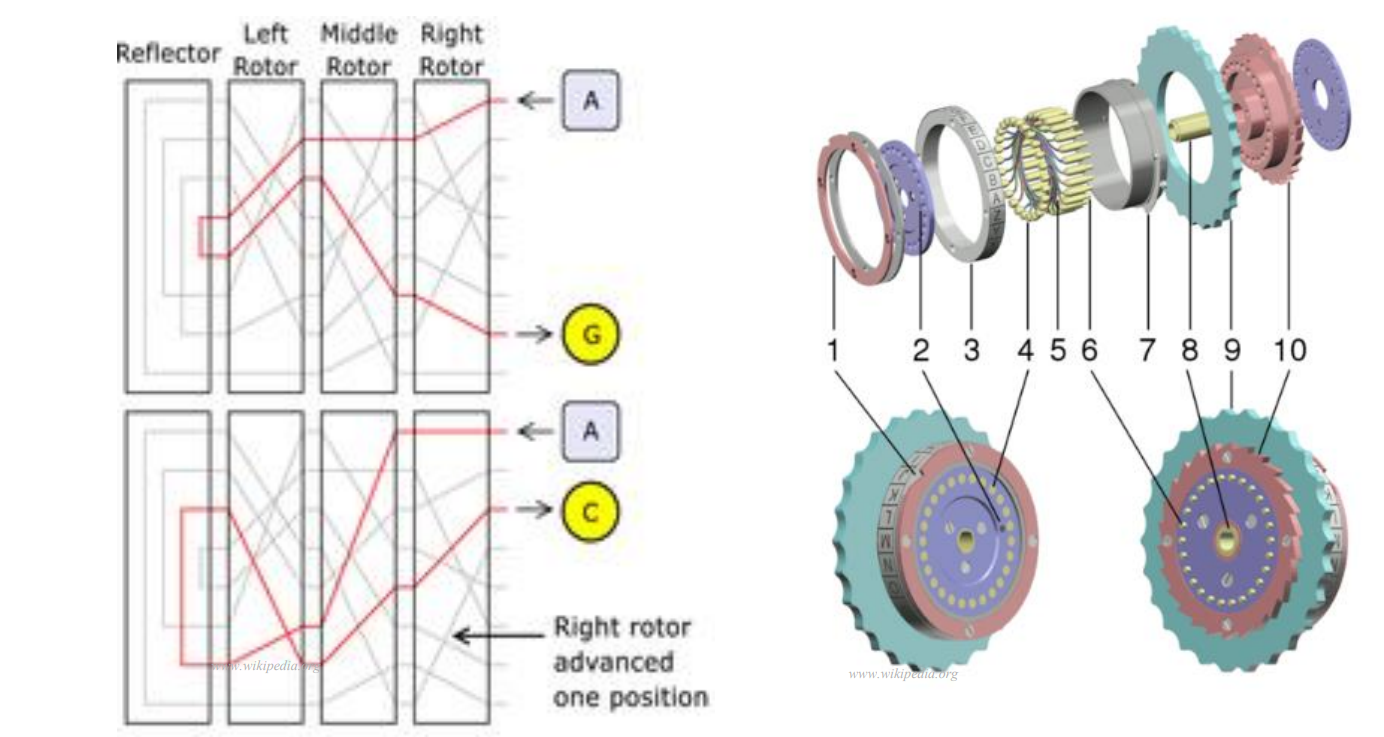 Reflector
Left
Rotor
Middle
Rotor
Right
Rotor
A
G
A
C
Right rotor
advanced
one position
www.wikipedia.org
1 2 3 4 5 6 7 8 9 10
www.wikipedia.org